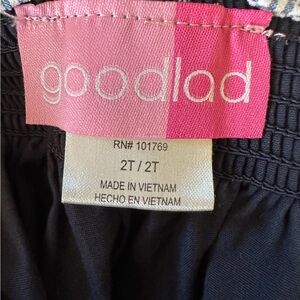 goodlad
RN# 101769
2T / 2T
MADE IN VIETNAM
HECHO EN VIETNAM